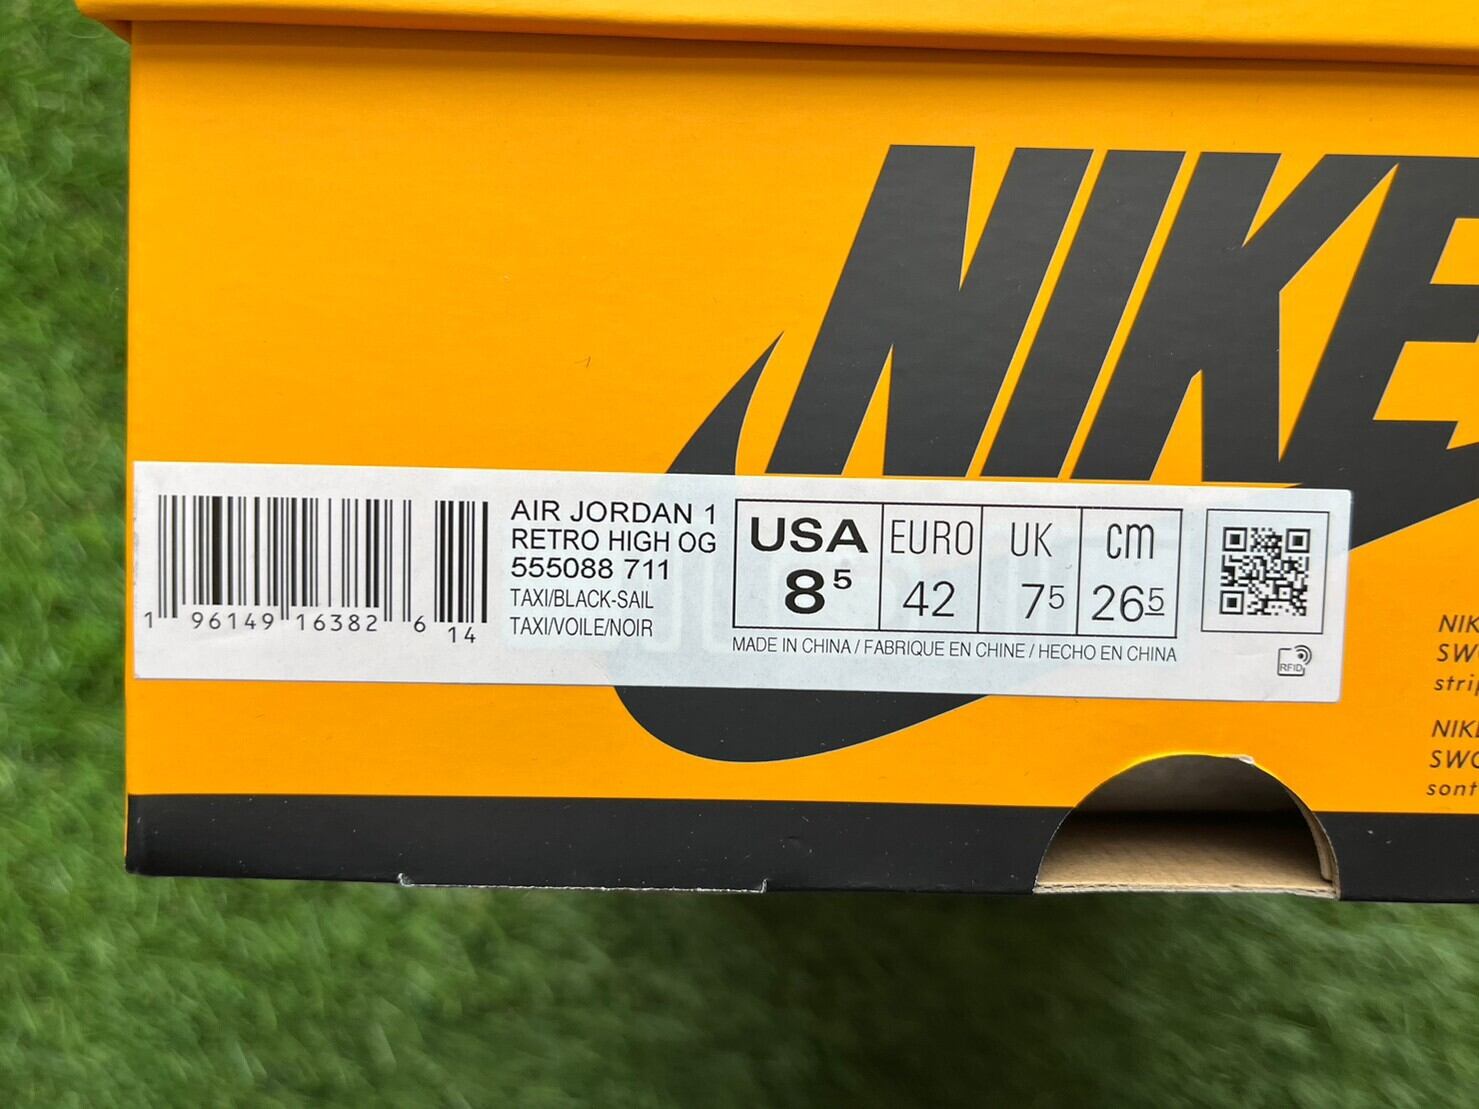 NIKE
1 96149 16382 6 14
AIR JORDAN 1
RETRO HIGH OG
555088 711
TAXI/BLACK-SAIL
TAXI/VOILE/NOIR
USA EURO UK cm
8⁵ 42 7⁵ 26⁵
MADE IN CHINA / FABRIQUE EN CHINE / HECHO EN CHINA
RFID